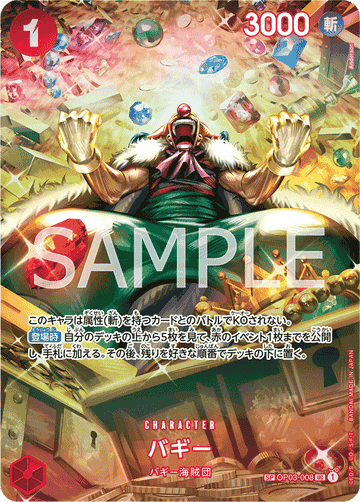 1
3000
斬
SAMPLE
このキャラは属性(斬)を持つカードとのバトルでKOされない。
登場時 自分のデッキの上から5枚を見て、赤のイベント1枚までを公開
し、手札に加える。その後、残りを好きな順番でデッキの下に置く。
CHARACTER
バギー
バギー海賊団
SP OP03-008 UC 1